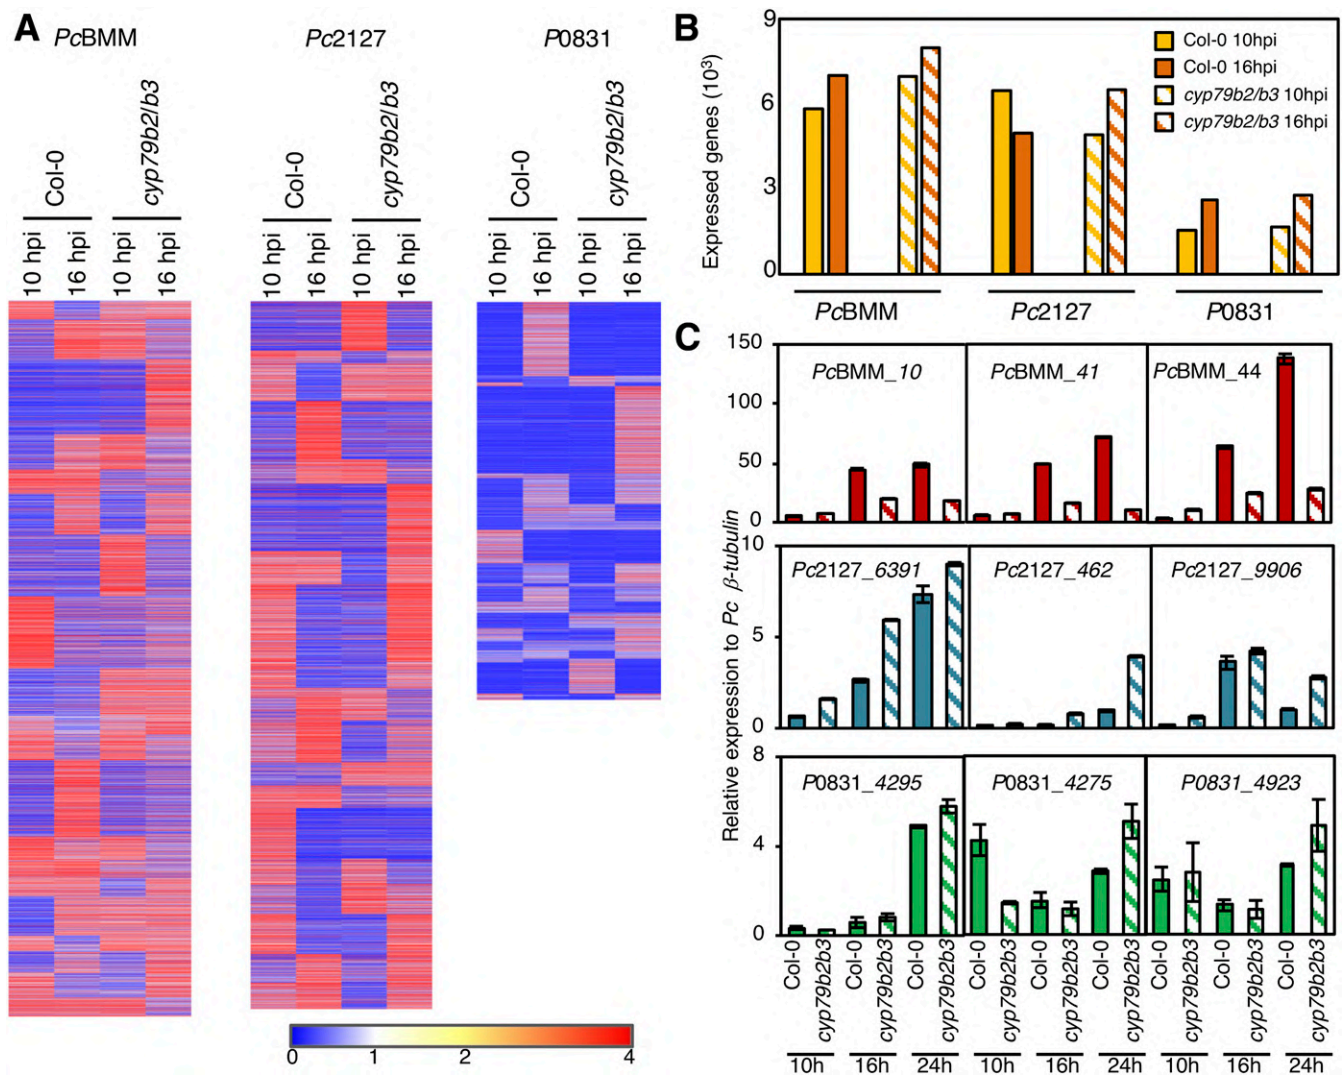 A
PcBMM
Pc2127
P0831
Col-0
cyp79b2/b3
Col-0
cyp79b2/b3
Col-0
cyp79b2/b3
10 hpi
16 hpi
10 hpi
16 hpi
10 hpi
16 hpi
10 hpi
16 hpi
10 hpi
16 hpi
10 hpi
16 hpi
0
1
2
4
B
Expressed genes (10³)
9
6
3
0
Col-0 10hpi
Col-0 16hpi
cyp79b2/b3 10hpi
cyp79b2/b3 16hpi
PcBMM
Pc2127
P0831
C
Relative expression to Pc β-tubulin
150
100
50
0
PcBMM_10
PcBMM_41
PcBMM_44
10
5
0
Pc2127_6391
Pc2127_462
Pc2127_9906
8
4
0
P0831_4295
P0831_4275
P0831_4923
Col-0
cyp79b2b3
Col-0
cyp79b2b3
Col-0
cyp79b2b3
Col-0
cyp79b2b3
Col-0
cyp79b2b3
Col-0
cyp79b2b3
Col-0
cyp79b2b3
Col-0
cyp79b2b3
Col-0
cyp79b2b3
10h
16h
24h
10h
16h
24h
10h
16h
24h